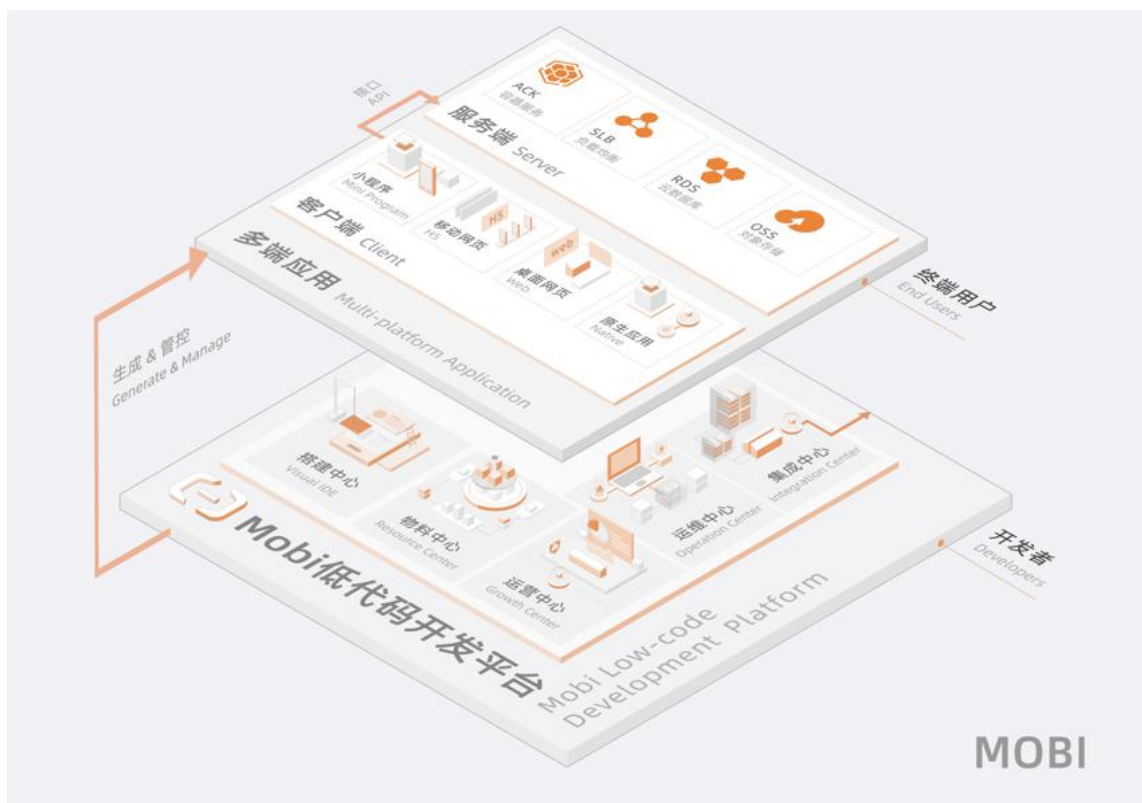 接口
API
ACK
容器服务
SLB
负载均衡
RDS
云数据库
OSS
对象存储
服务端 Server
小程序
Mini Program
H5
移动网页
H5
web
桌面网页
Web
原生应用
Native
客户端 Client
多端应用 Multi-platform Application
终端用户
End Users
生成 & 管控
Generate & Manage
搭建中心
Visual IDE
物料中心
Resource Center
运营中心
Growth Center
运维中心
Operation Center
集成中心
Integration Center
Mobi低代码开发平台
Mobi Low-code
Development Platform
开发者
Developers
MOBI